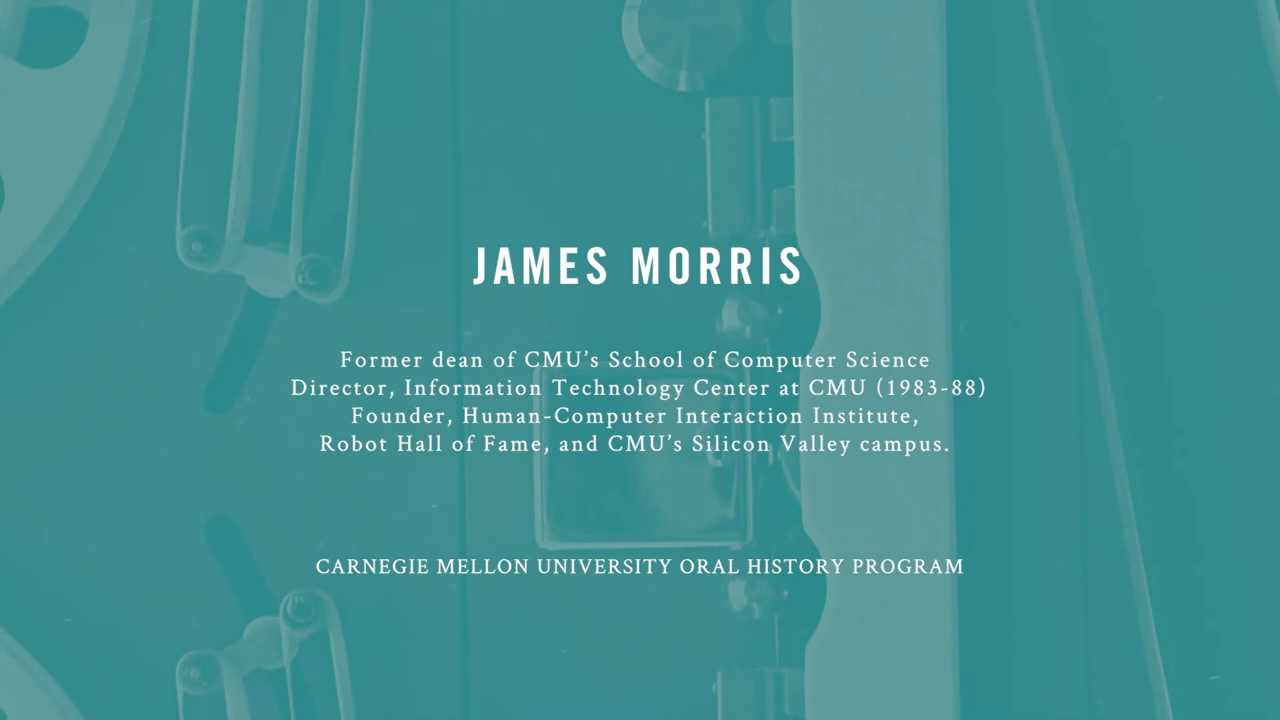 JAMES MORRIS
Former dean of CMU’s School of Computer Science
Director, Information Technology Center at CMU (1983-88)
Founder, Human-Computer Interaction Institute,
Robot Hall of Fame, and CMU’s Silicon Valley campus.
CARNEGIE MELLON UNIVERSITY ORAL HISTORY PROGRAM